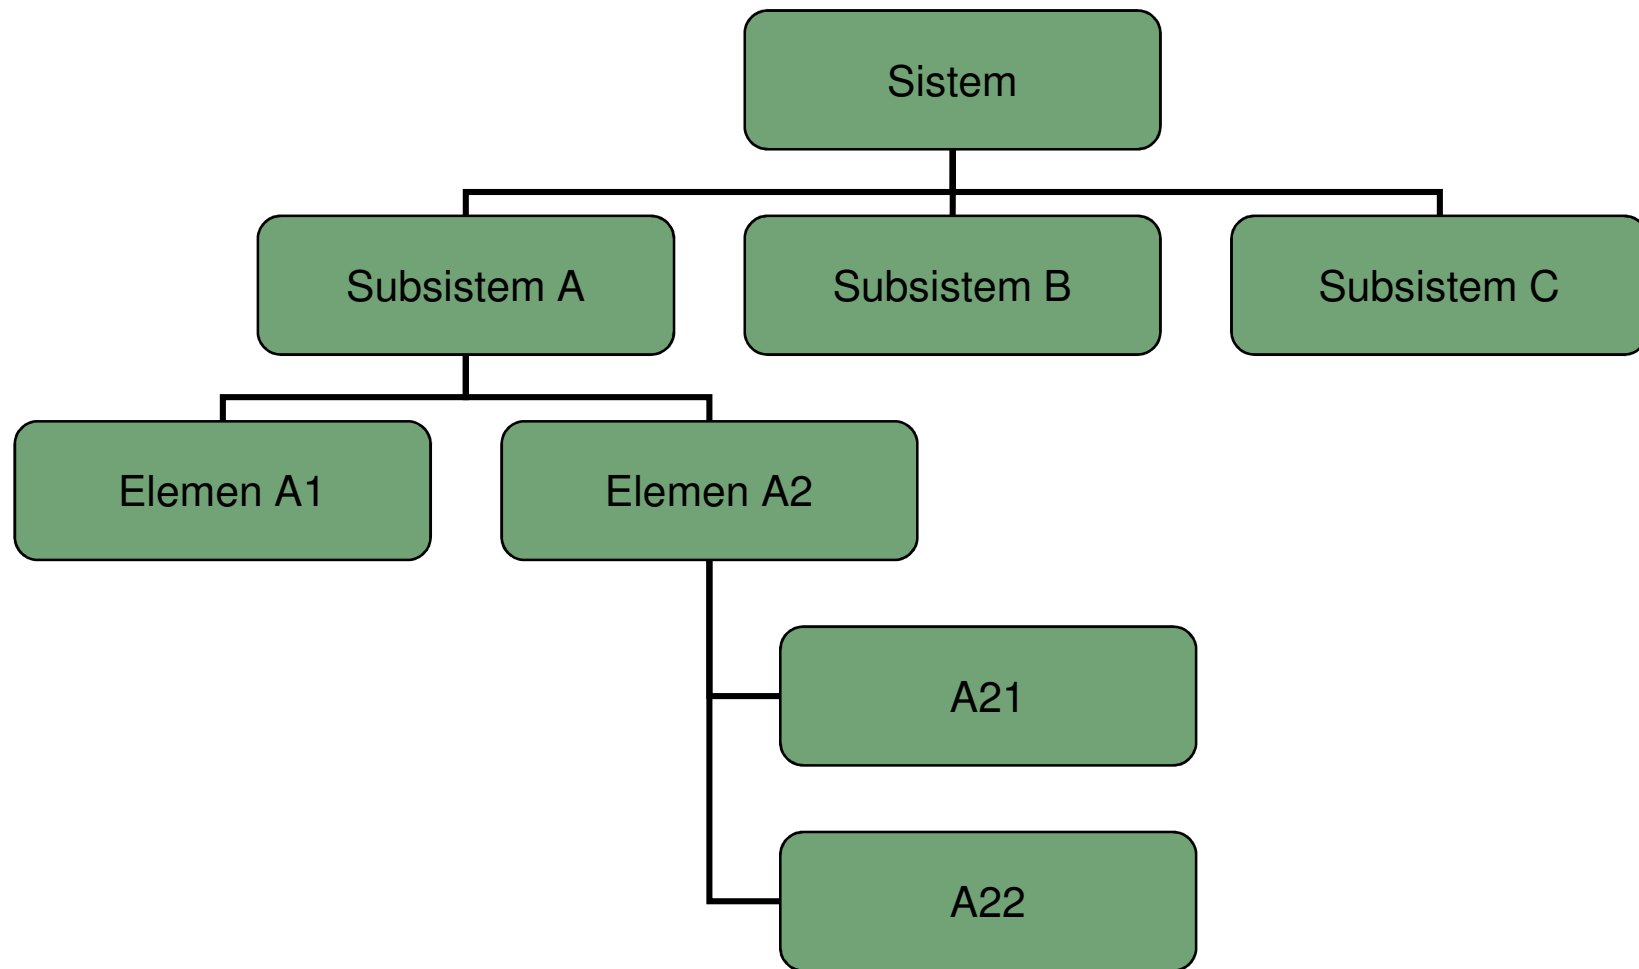 Sistem
Subsistem A
Subsistem B
Subsistem C
Elemen A1
Elemen A2
A21
A22